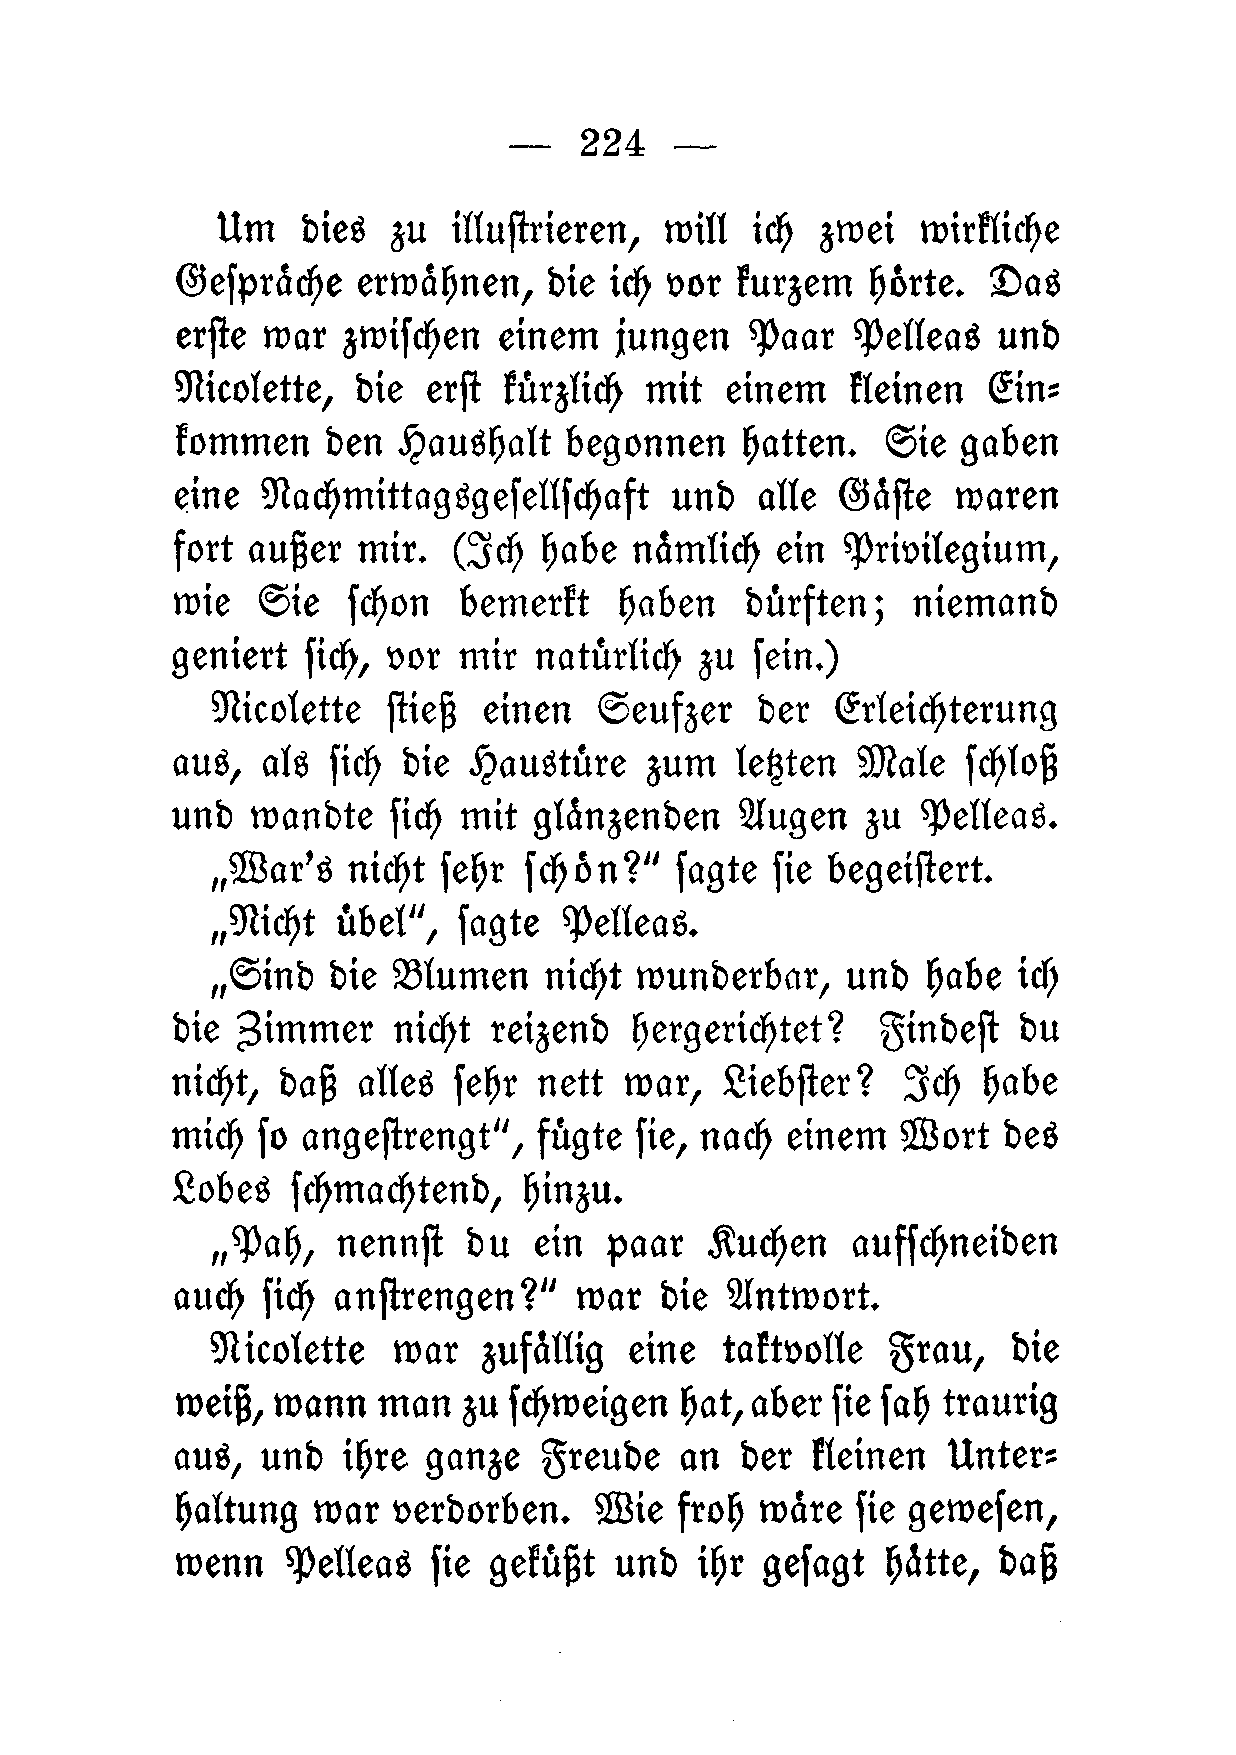 — 224 —
Um dies zu illuſtrieren, will ich zwei wirkliche
Geſpräche erwähnen, die ich vor kurzem hörte. Das
erſte war zwiſchen einem jungen Paar Pelleas und
Nicolette, die erſt kürzlich mit einem kleinen Ein⸗
kommen den Haushalt begonnen hatten. Sie gaben
eine Nachmittagsgeſellſchaft und alle Gäſte waren
fort außer mir. (Ich habe nämlich ein Privilegium,
wie Sie ſchon bemerkt haben dürften; niemand
geniert ſich, vor mir natürlich zu ſein.)
Nicolette ſtieß einen Seufzer der Erleichterung
aus, als ſich die Haustüre zum letzten Male ſchloß
und wandte ſich mit glänzenden Augen zu Pelleas.
„War's nicht ſehr ſchön?" ſagte ſie begeiſtert.
„Nicht übel", ſagte Pelleas.
„Sind die Blumen nicht wunderbar, und habe ich
die Zimmer nicht reizend hergerichtet? Findeſt du
nicht, daß alles ſehr nett war, Liebſter? Ich habe
mich ſo angeſtrengt", fügte ſie, nach einem Wort des
Lobes ſchmachtend, hinzu.
„Pah, nennſt du ein paar Kuchen aufſchneiden
auch ſich anſtrengen?" war die Antwort.
Nicolette war zufällig eine taktvolle Frau, die
weiß, wann man zu ſchweigen hat, aber ſie ſah traurig
aus, und ihre ganze Freude an der kleinen Unter⸗
haltung war verdorben. Wie froh wäre ſie geweſen,
wenn Pelleas ſie geküßt und ihr geſagt hätte, daß